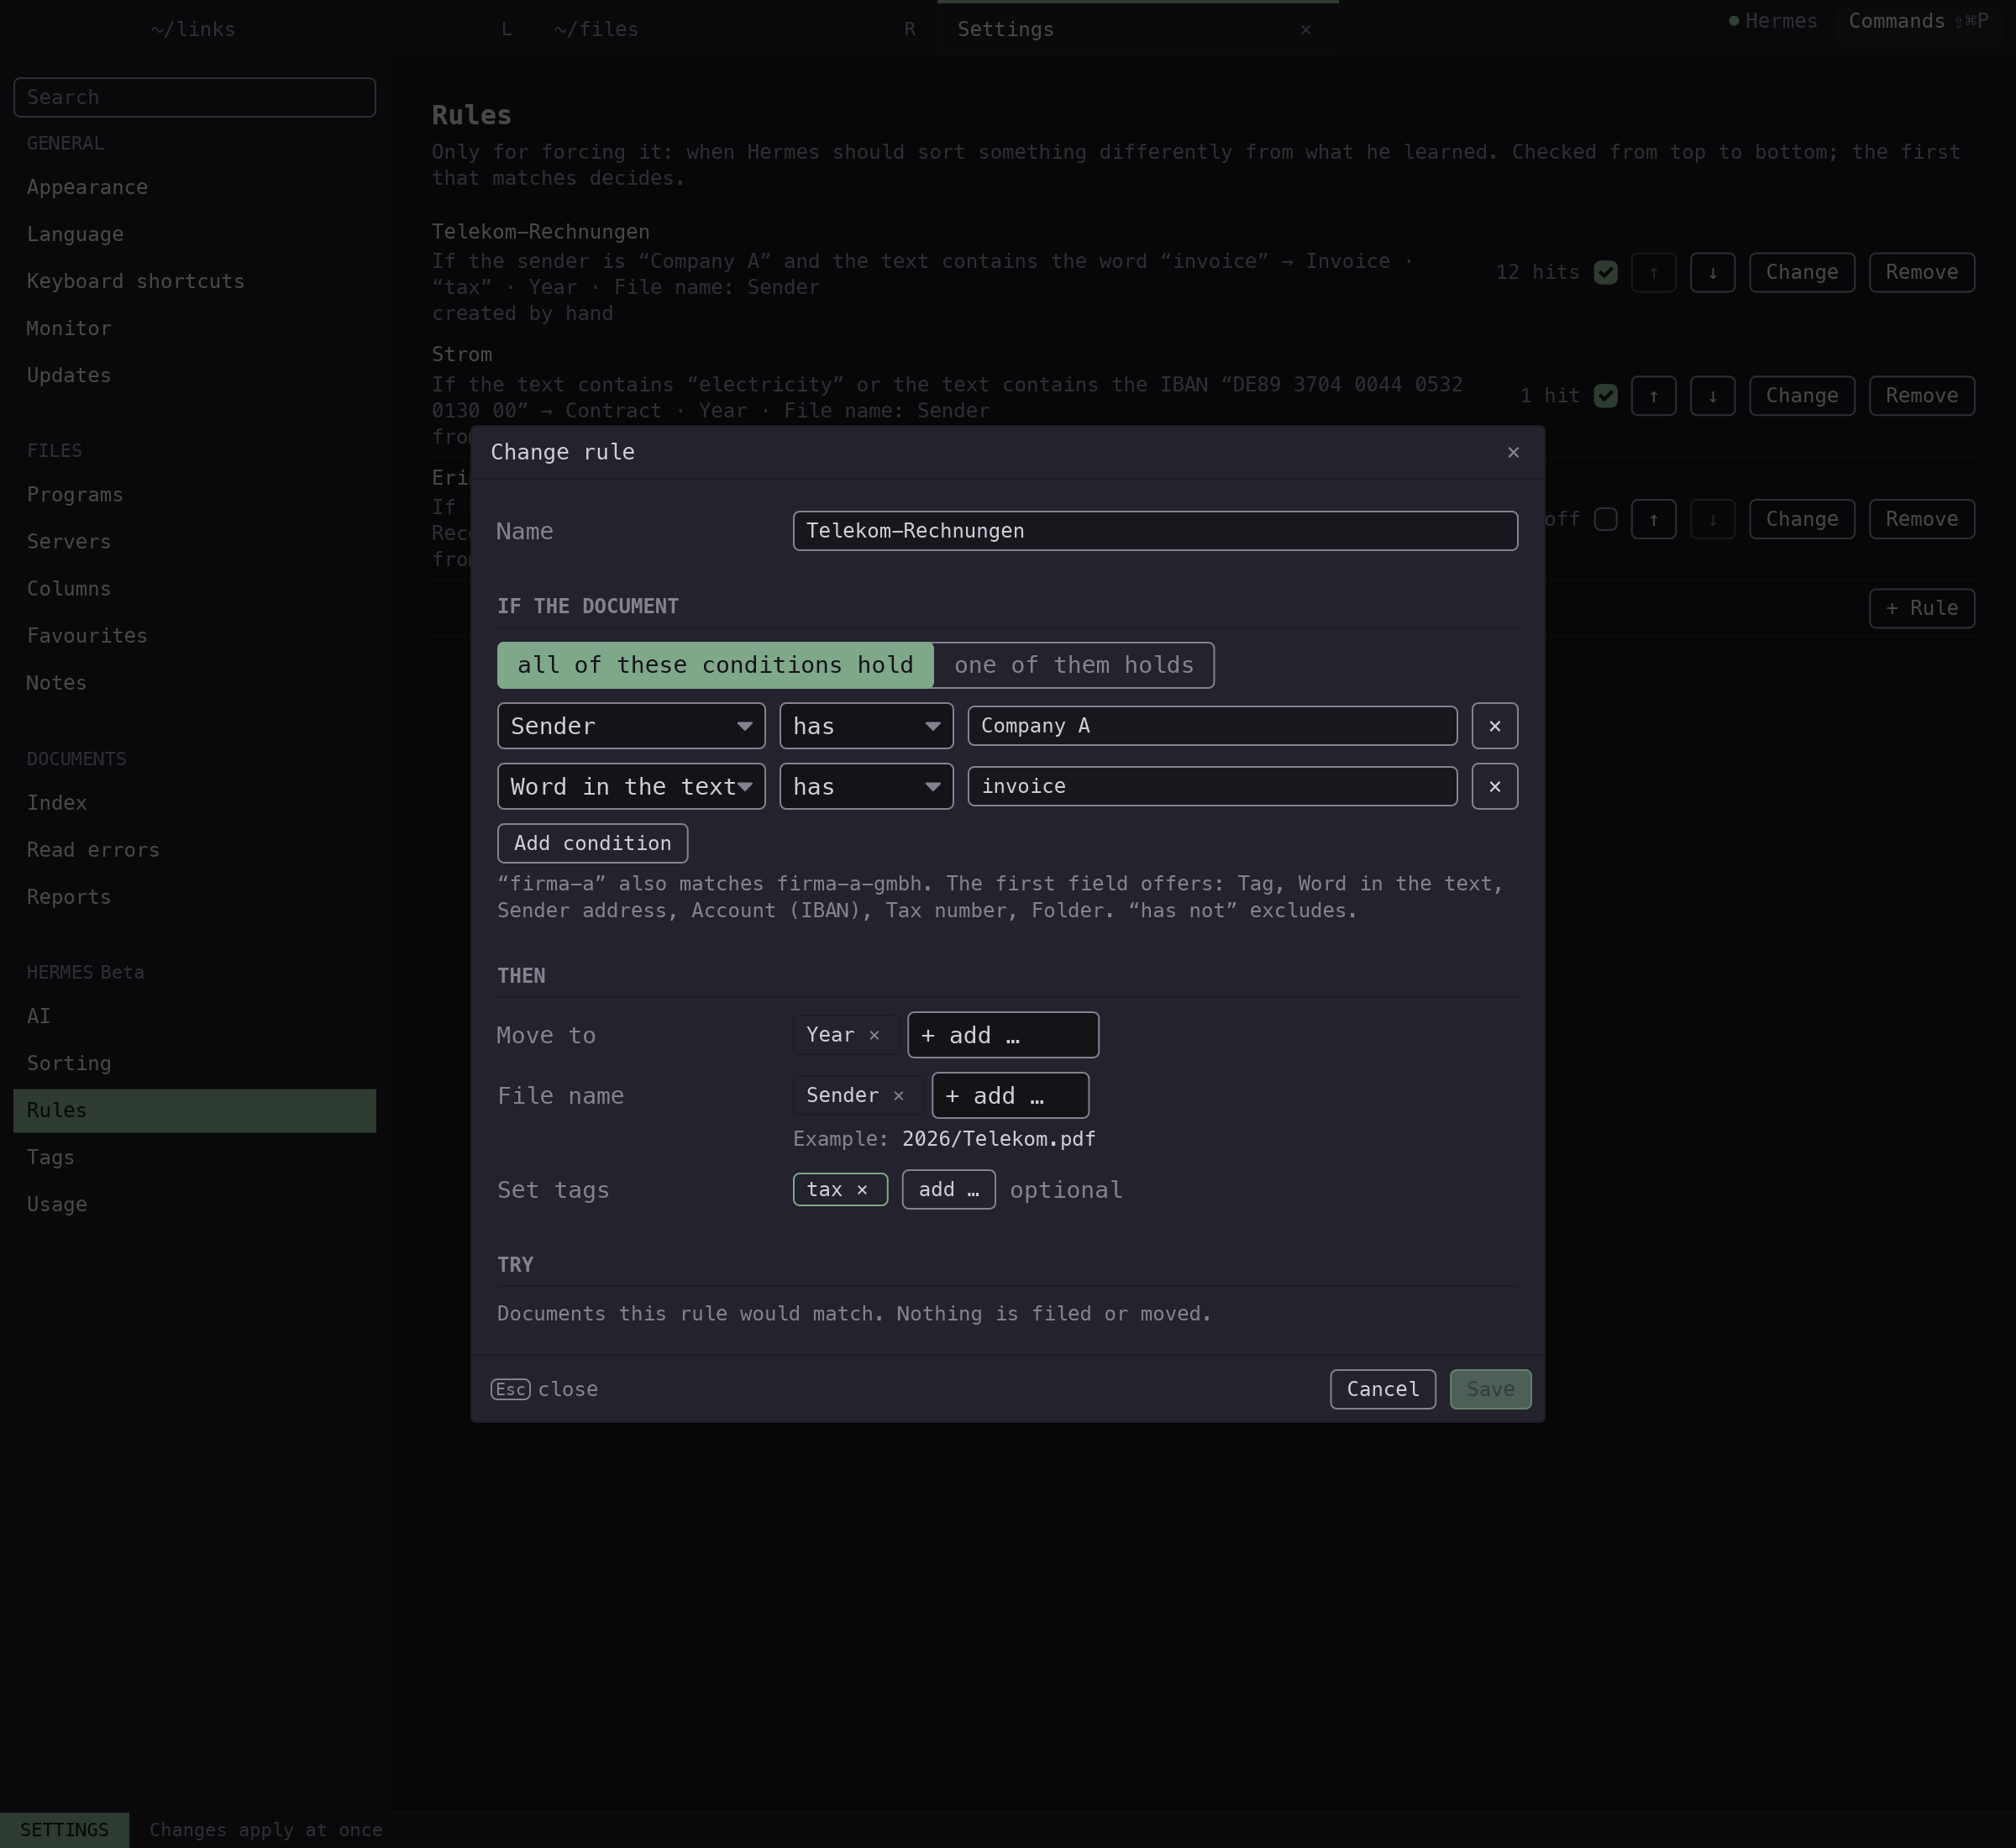 ~/links L ~/files R Settings × Hermes Commands ⇧⌘P
Search
GENERAL
Appearance
Language
Keyboard shortcuts
Monitor
Updates
FILES
Programs
Servers
Columns
Favourites
Notes
DOCUMENTS
Index
Read errors
Reports
HERMES Beta
AI
Sorting
Rules
Tags
Usage
Rules
Only for forcing it: when Hermes should sort something differently from what he learned. Checked from top to bottom; the first
that matches decides.
Telekom-Rechnungen
If the sender is “Company A” and the text contains the word “invoice” → Invoice ·
“tax” · Year · File name: Sender
created by hand
12 hits ↑ ↓ Change Remove
Strom
If the text contains “electricity” or the text contains the IBAN “DE89 3704 0044 0532
0130 00” → Contract · Year · File name: Sender
1 hit ↑ ↓ Change Remove
off ↑ ↓ Change Remove
+ Rule
Change rule ×
Name Telekom-Rechnungen
IF THE DOCUMENT
all of these conditions hold one of them holds
Sender has Company A ×
Word in the text has invoice ×
Add condition
“firma-a” also matches firma-a-gmbh. The first field offers: Tag, Word in the text,
Sender address, Account (IBAN), Tax number, Folder. “has not” excludes.
THEN
Move to Year × + add …
File name Sender × + add …
Example: 2026/Telekom.pdf
Set tags tax × add … optional
TRY
Documents this rule would match. Nothing is filed or moved.
Esc close Cancel Save
SETTINGS Changes apply at once